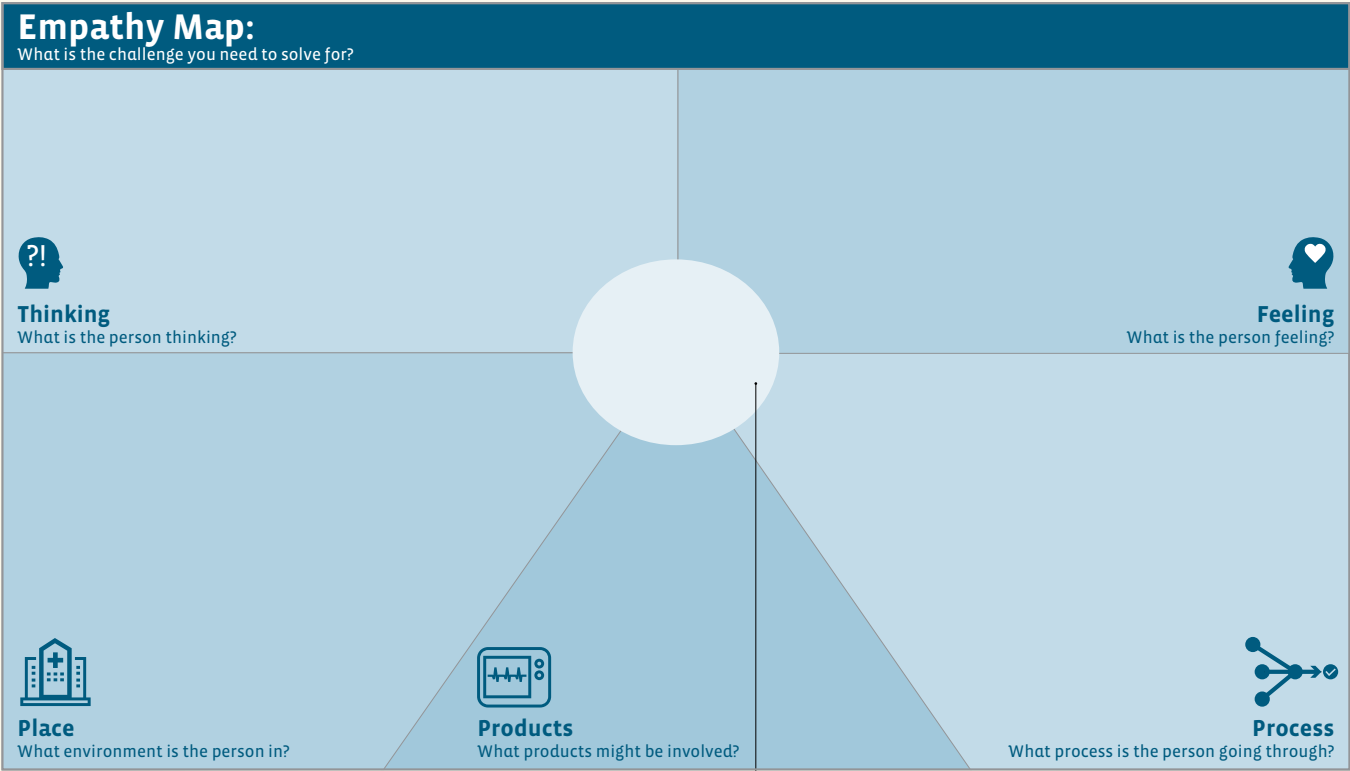 Empathy Map:
What is the challenge you need to solve for?
?!
Thinking
What is the person thinking?
Feeling
What is the person feeling?
Place
What environment is the person in?
Products
What products might be involved?
Process
What process is the person going through?